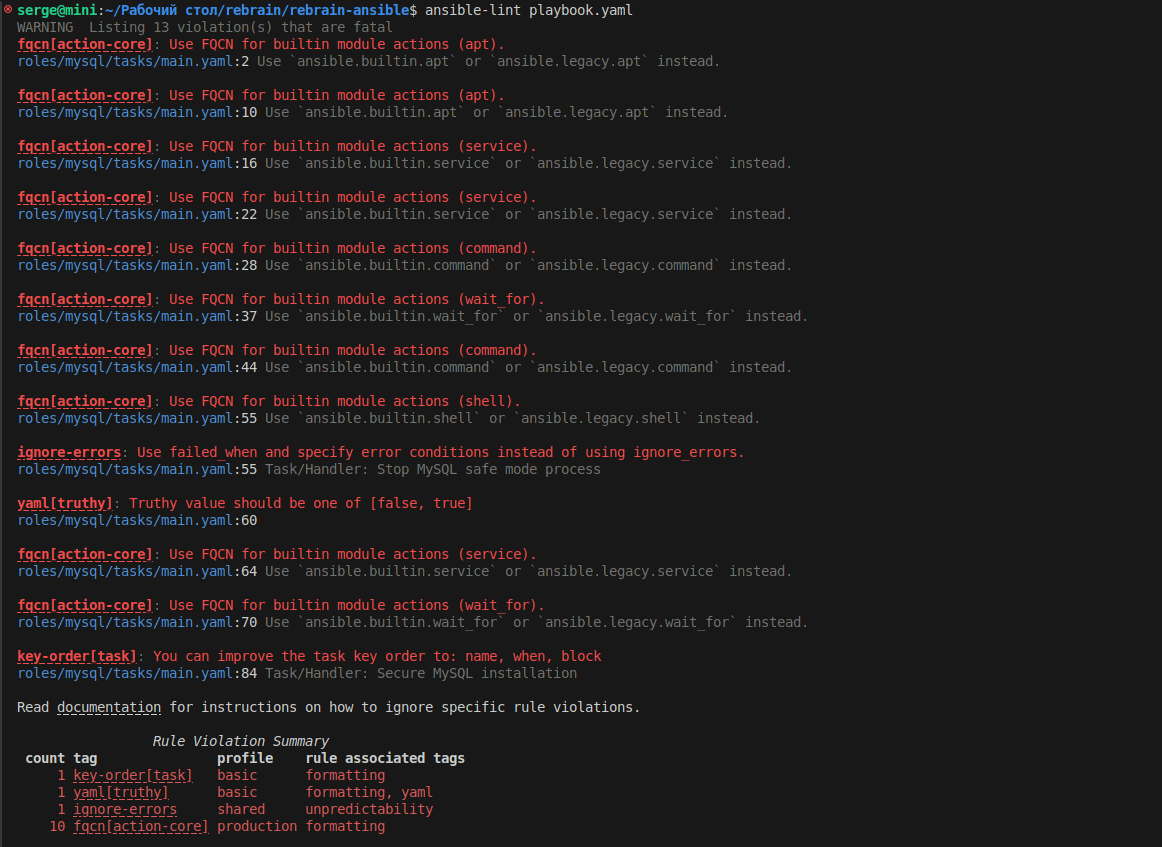 serge@mini:~/Рабочий стол/rebrain/rebrain-ansible$ ansible-lint playbook.yaml
WARNING  Listing 13 violation(s) that are fatal
fqcn[action-core]: Use FQCN for builtin module actions (apt).
roles/mysql/tasks/main.yaml:2 Use `ansible.builtin.apt` or `ansible.legacy.apt` instead.
fqcn[action-core]: Use FQCN for builtin module actions (apt).
roles/mysql/tasks/main.yaml:10 Use `ansible.builtin.apt` or `ansible.legacy.apt` instead.
fqcn[action-core]: Use FQCN for builtin module actions (service).
roles/mysql/tasks/main.yaml:16 Use `ansible.builtin.service` or `ansible.legacy.service` instead.
fqcn[action-core]: Use FQCN for builtin module actions (service).
roles/mysql/tasks/main.yaml:22 Use `ansible.builtin.service` or `ansible.legacy.service` instead.
fqcn[action-core]: Use FQCN for builtin module actions (command).
roles/mysql/tasks/main.yaml:28 Use `ansible.builtin.command` or `ansible.legacy.command` instead.
fqcn[action-core]: Use FQCN for builtin module actions (wait_for).
roles/mysql/tasks/main.yaml:37 Use `ansible.builtin.wait_for` or `ansible.legacy.wait_for` instead.
fqcn[action-core]: Use FQCN for builtin module actions (command).
roles/mysql/tasks/main.yaml:44 Use `ansible.builtin.command` or `ansible.legacy.command` instead.
fqcn[action-core]: Use FQCN for builtin module actions (shell).
roles/mysql/tasks/main.yaml:55 Use `ansible.builtin.shell` or `ansible.legacy.shell` instead.
ignore-errors: Use failed_when and specify error conditions instead of using ignore_errors.
roles/mysql/tasks/main.yaml:55 Task/Handler: Stop MySQL safe mode process
yaml[truthy]: Truthy value should be one of [false, true]
roles/mysql/tasks/main.yaml:60
fqcn[action-core]: Use FQCN for builtin module actions (service).
roles/mysql/tasks/main.yaml:64 Use `ansible.builtin.service` or `ansible.legacy.service` instead.
fqcn[action-core]: Use FQCN for builtin module actions (wait_for).
roles/mysql/tasks/main.yaml:70 Use `ansible.builtin.wait_for` or `ansible.legacy.wait_for` instead.
key-order[task]: You can improve the task key order to: name, when, block
roles/mysql/tasks/main.yaml:84 Task/Handler: Secure MySQL installation
Read documentation for instructions on how to ignore specific rule violations.
Rule Violation Summary
count tag profile rule associated tags
1 key-order[task] basic formatting
1 yaml[truthy] basic formatting, yaml
1 ignore-errors shared unpredictability
10 fqcn[action-core] production formatting